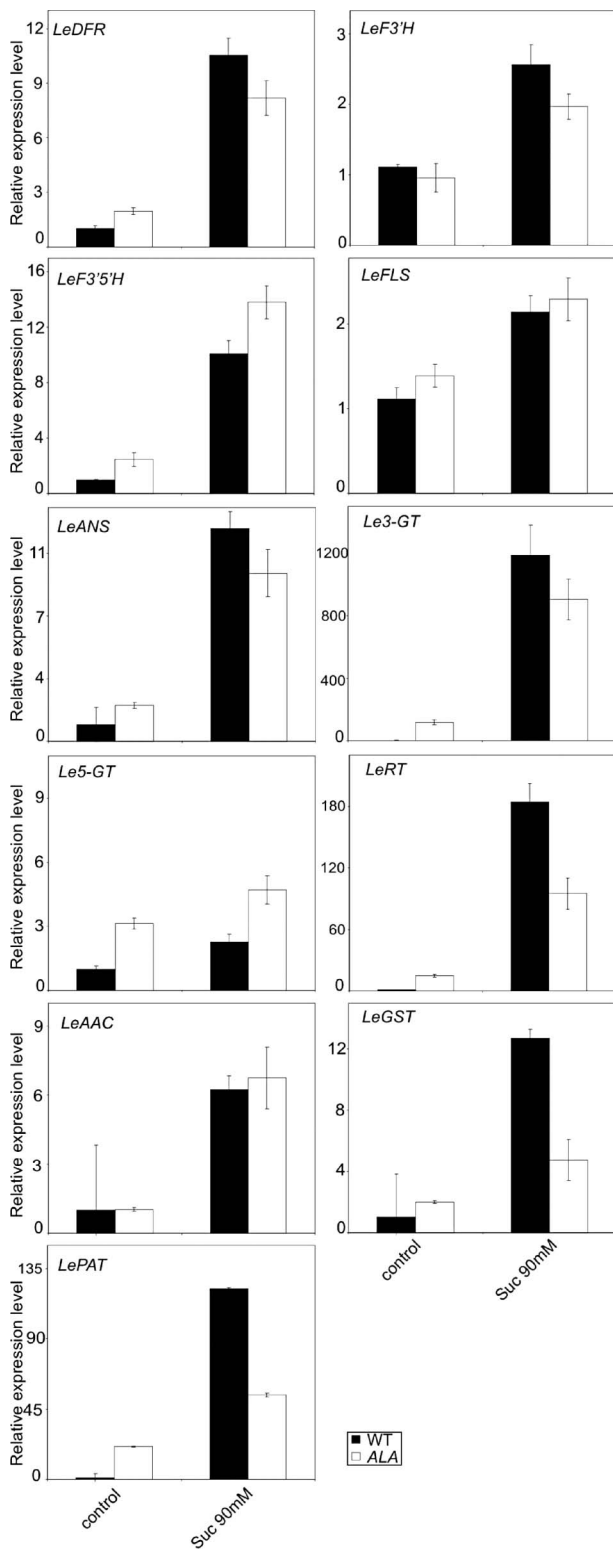 LeDFR
Relative expression level
12
9
6
3
0
LeF3'H
3
2
1
0
LeF3'5'H
Relative expression level
16
12
8
4
0
LeFLS
2
1
0
LeANS
Relative expression level
11
7
4
0
Le3-GT
1200
800
400
0
Le5-GT
Relative expression level
9
6
3
0
LeRT
180
120
60
0
LeAAC
Relative expression level
9
6
3
0
LeGST
12
8
4
0
control
Suc 90mM
LePAT
Relative expression level
135
90
45
0
control
Suc 90mM
WT
ALA